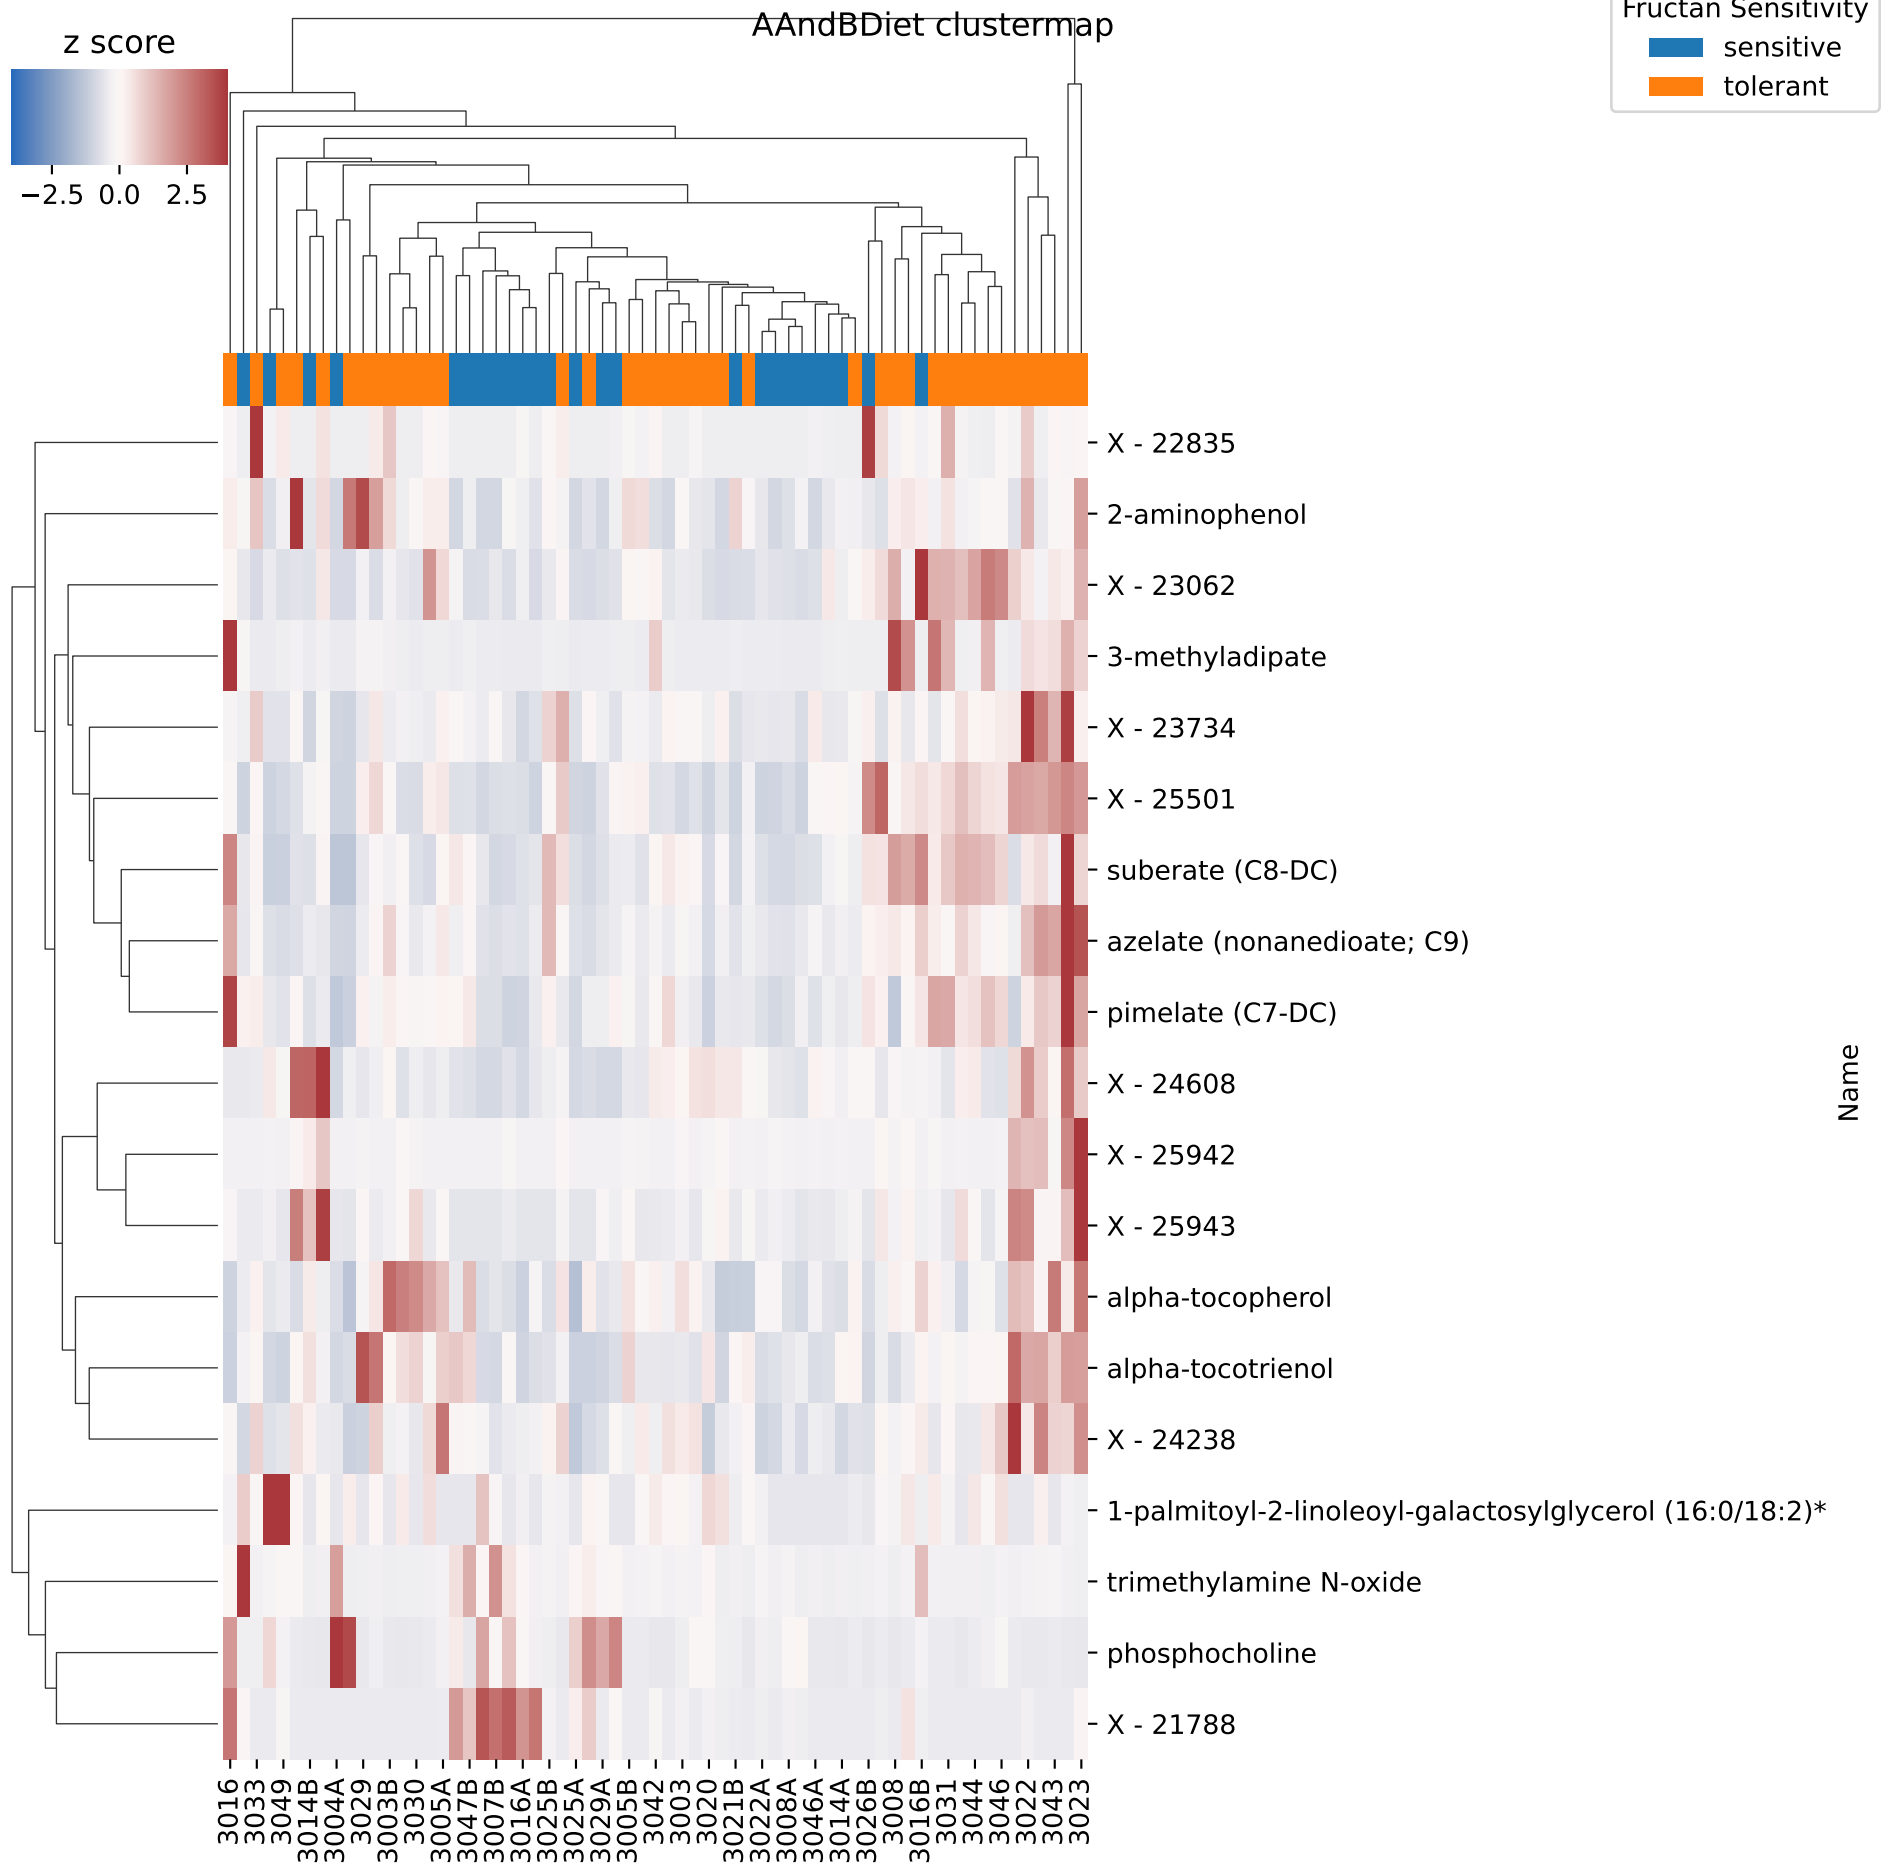 AAndBDiet clustermap
z score
−2.5 0.0 2.5
Fructan Sensitivity
sensitive
tolerant
X - 22835
2-aminophenol
X - 23062
3-methyladipate
X - 23734
X - 25501
suberate (C8-DC)
azelate (nonanedioate; C9)
pimelate (C7-DC)
X - 24608
X - 25942
X - 25943
alpha-tocopherol
alpha-tocotrienol
X - 24238
1-palmitoyl-2-linoleoyl-galactosylglycerol (16:0/18:2)*
trimethylamine N-oxide
phosphocholine
X - 21788
Name
3016
3033
3049
3014B
3004A
3029
3003B
3030
3005A
3047B
3007B
3016A
3025B
3025A
3029A
3005B
3042
3003
3020
3021B
3022A
3008A
3046A
3014A
3026B
3008
3016B
3031
3044
3046
3022
3043
3023